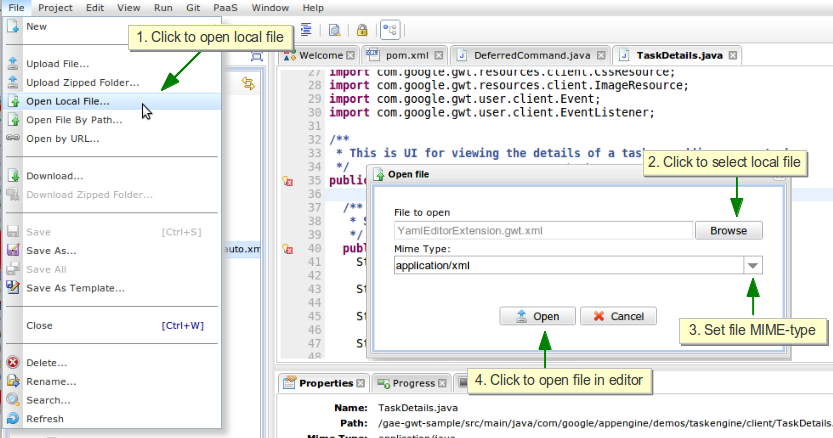 File Project Edit View Run Git PaaS Window Help
New
1. Click to open local file
Welcome pom.xml DeferredCommand.java TaskDetails.java
Upload File...
Upload Zipped Folder...
Open Local File...
Open File By Path...
Open by URL...
Download...
Download Zipped Folder...
Save [Ctrl+S]
Save As...
Save All
Save As Template...
Close [Ctrl+W]
Delete...
Rename...
Search...
Refresh
auto.xm
27 import com.google.gwt.resources.client.CssResource;
28 import com.google.gwt.resources.client.ImageResource;
29 import com.google.gwt.user.client.Event;
30 import com.google.gwt.user.client.EventListener;
31
32 /**
33 * This is UI for viewing the details of a task
34 */
35 public
36
37 /**
38 * S
39 */
40 publ
41 St
42
43 St
44
45 St
46
47 St
48
2. Click to select local file
Open file
File to open
YamlEditorExtension.gwt.xml Browse
Mime Type:
application/xml
Open Cancel
3. Set file MIME-type
4. Click to open file in editor
Properties Progress
Name: TaskDetails.java
Path: /gae-gwt-sample/src/main/java/com/google/appengine/demos/taskengine/client/TaskDetails
Mime Type: application/java